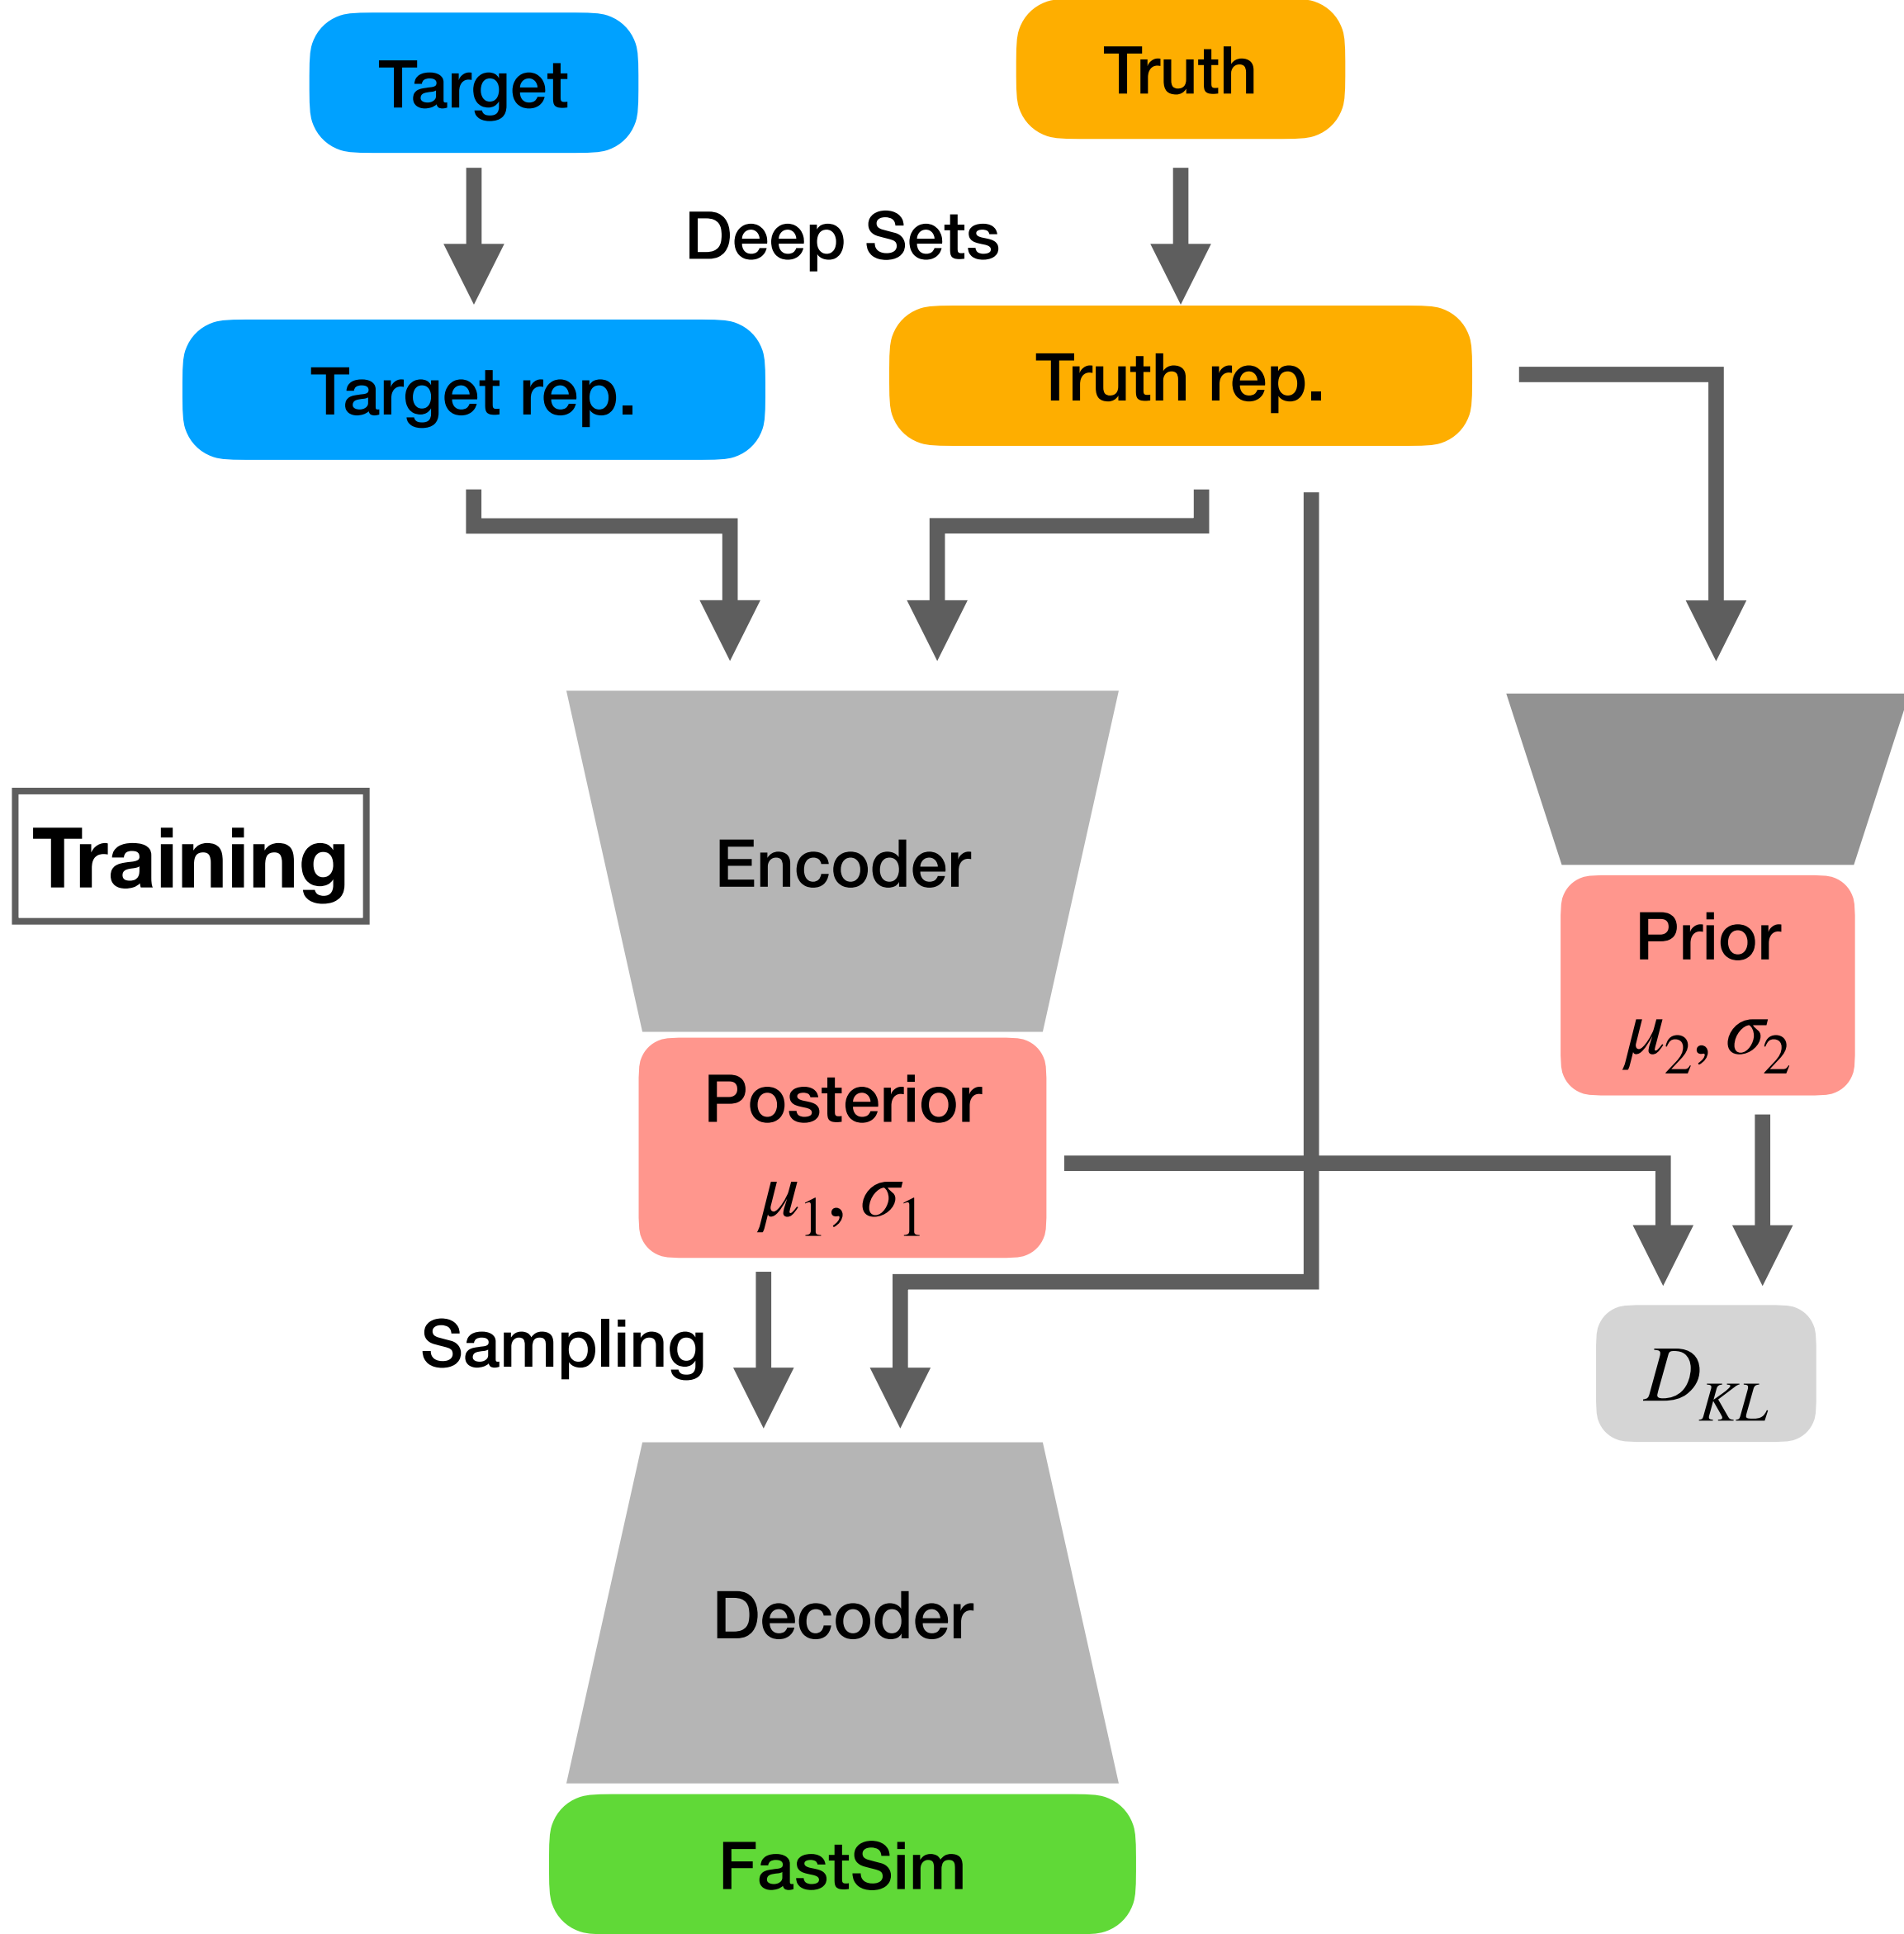 Target
Truth
Deep Sets
Target rep.
Truth rep.
Training
Encoder
Prior
μ₂, σ₂
Posterior
μ₁, σ₁
Sampling
D_KL
Decoder
FastSim